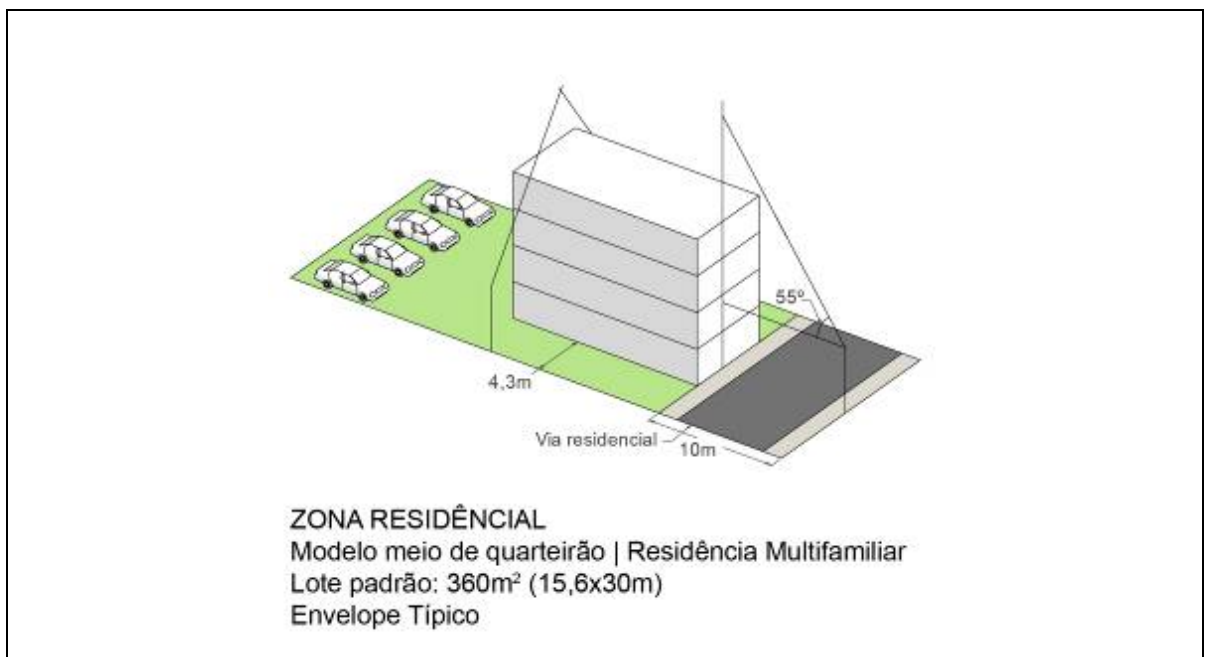 55º
4,3m
Via residencial
10m
ZONA RESIDÊNCIAL
Modelo meio de quarteirão | Residência Multifamiliar
Lote padrão: 360m² (15,6x30m)
Envelope Típico